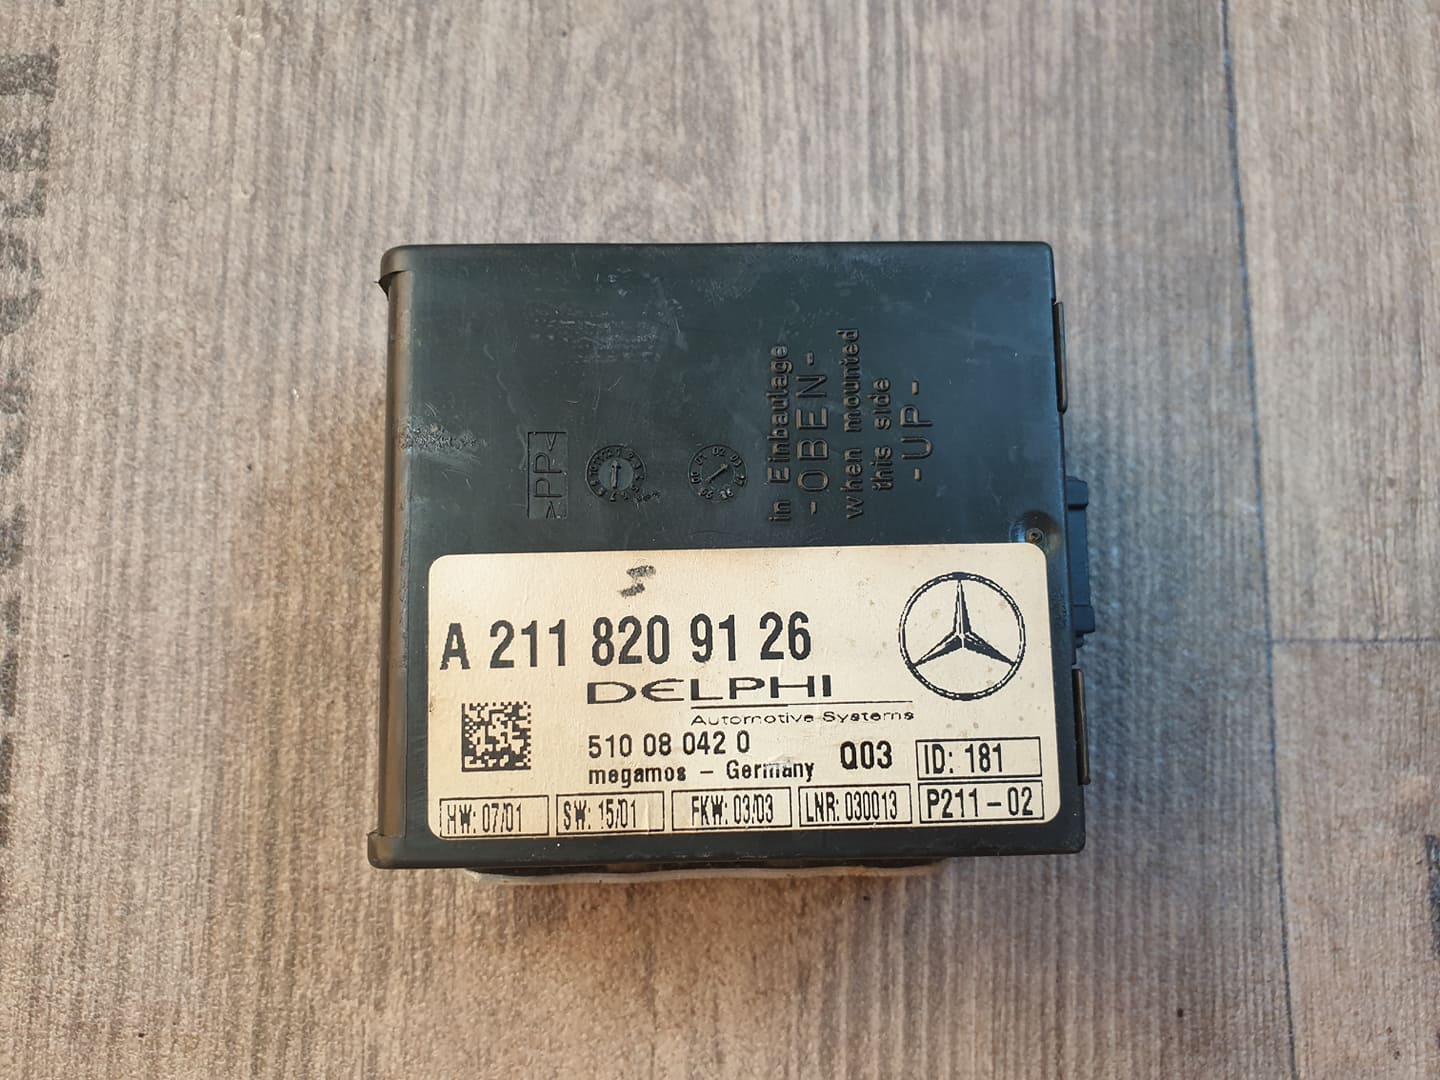 in Einbaulage
-OBEN-
when mounted
this side
-UP-
>PP<
A 211 820 91 26
DELPHI
Automotive Systems
510 08 042 0
megamos - Germany
Q03
ID: 181
HW: 07/01
SW: 15/01
FKW: 03/03
LNR: 030013
P211-02